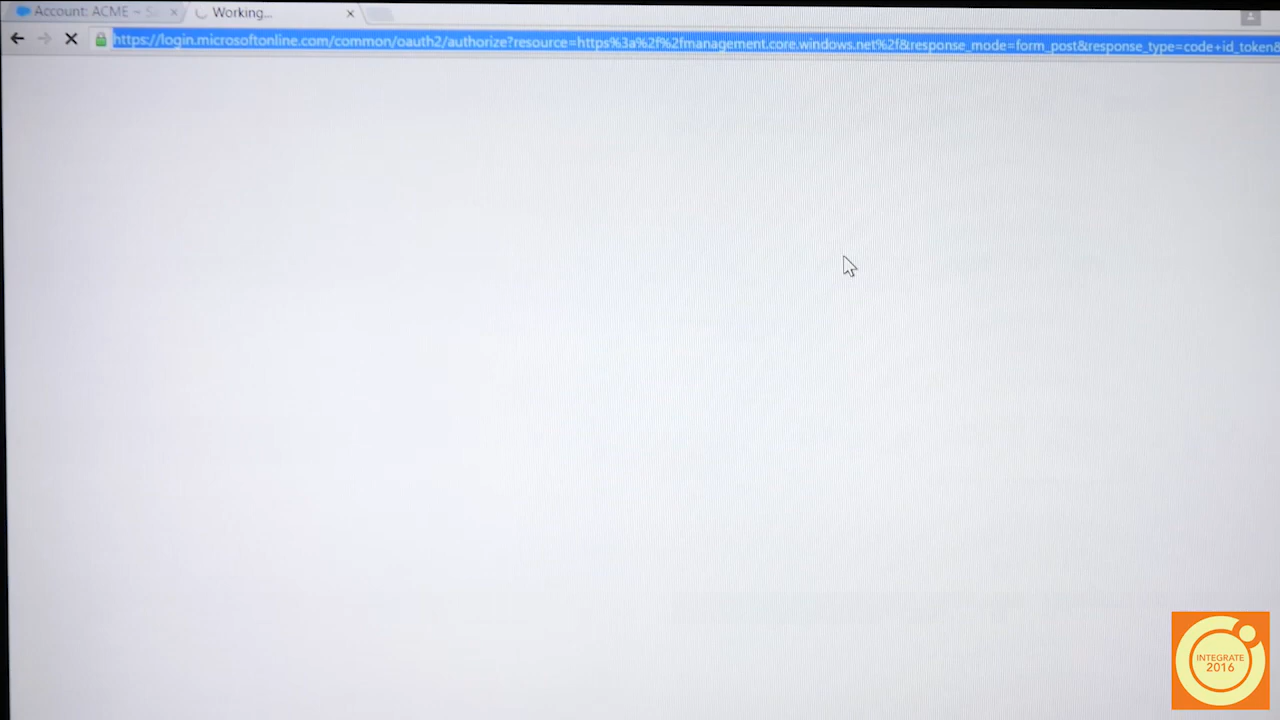 Account: ACME ~ S
Working...
https://login.microsoftonline.com/common/oauth2/authorize?resource=https%3a%2f%2fmanagement.core.windows.net%2f&response_mode=form_post&response_type=code+id_token&
INTEGRATE
2016